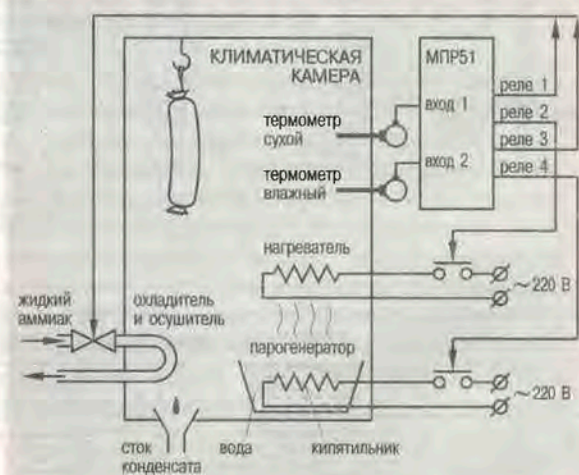 КЛИМАТИЧЕСКАЯ
КАМЕРА
МПР51
реле 1
вход 1
реле 2
термометр
сухой
реле 3
вход 2
реле 4
термометр
влажный
нагреватель
~ 220 В
жидкий
аммиак
охладитель
и осушитель
парогенератор
~ 220 В
сток
конденсата
вода
кипятильник